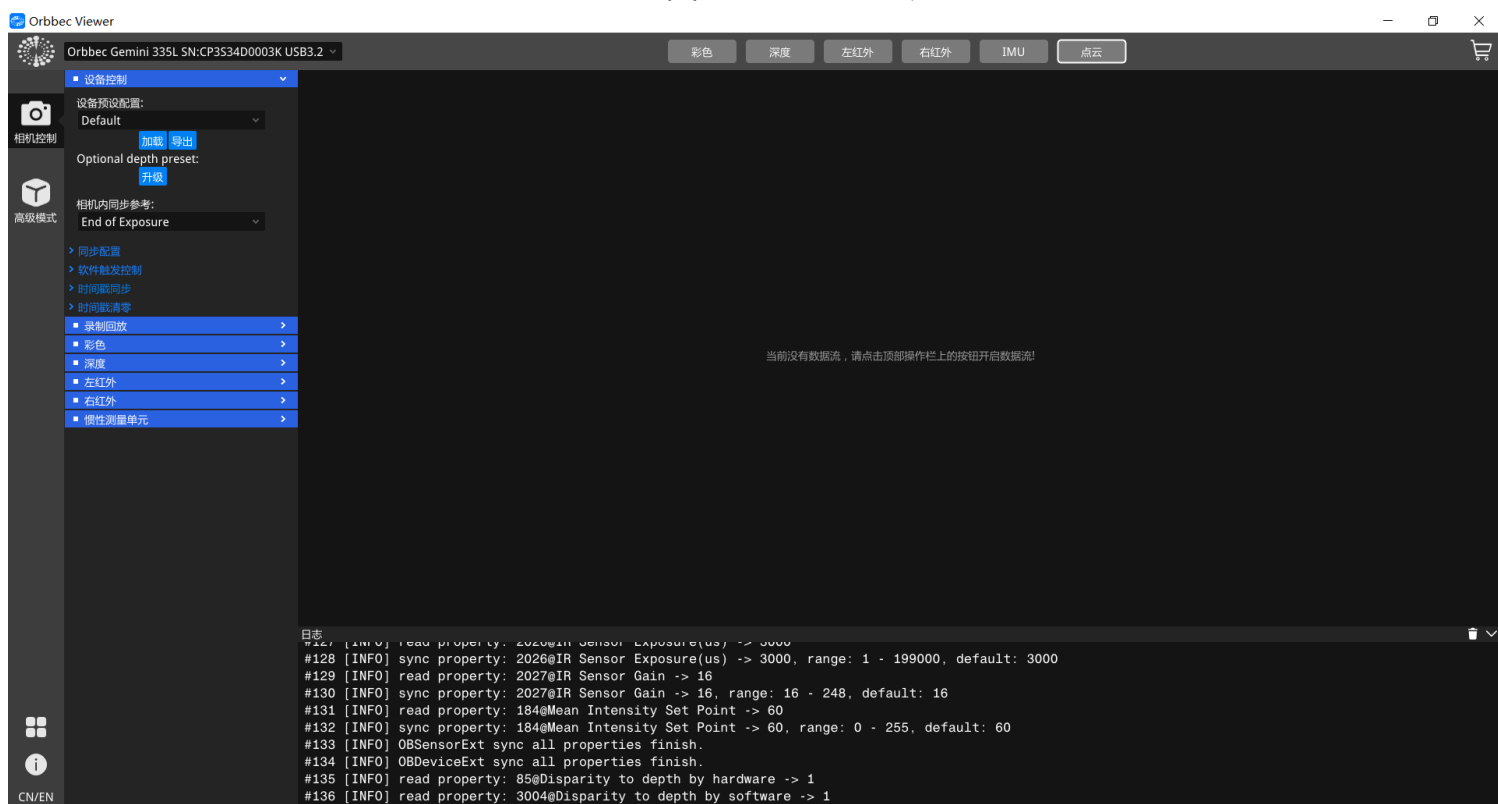 Orbbec Viewer
Orbbec Gemini 335L SN:CP3S34D0003K USB3.2
彩色 深度 左红外 右红外 IMU 点云
设备控制
相机控制
高级模式
设备预设配置:
Default
加载 导出
Optional depth preset:
升级
相机内同步参考:
End of Exposure
同步配置
软件触发控制
时间戳同步
时间戳清零
录制回放
彩色
深度
左红外
右红外
惯性测量单元
当前没有数据流，请点击顶部操作栏上的按钮开启数据流!
日志
#127 [INFO] read property: 2026@IR Sensor Exposure(us) -> 3000
#128 [INFO] sync property: 2026@IR Sensor Exposure(us) -> 3000, range: 1 - 199000, default: 3000
#129 [INFO] read property: 2027@IR Sensor Gain -> 16
#130 [INFO] sync property: 2027@IR Sensor Gain -> 16, range: 16 - 248, default: 16
#131 [INFO] read property: 184@Mean Intensity Set Point -> 60
#132 [INFO] sync property: 184@Mean Intensity Set Point -> 60, range: 0 - 255, default: 60
#133 [INFO] OBSensorExt sync all properties finish.
#134 [INFO] OBDeviceExt sync all properties finish.
#135 [INFO] read property: 85@Disparity to depth by hardware -> 1
#136 [INFO] read property: 3004@Disparity to depth by software -> 1
CN/EN